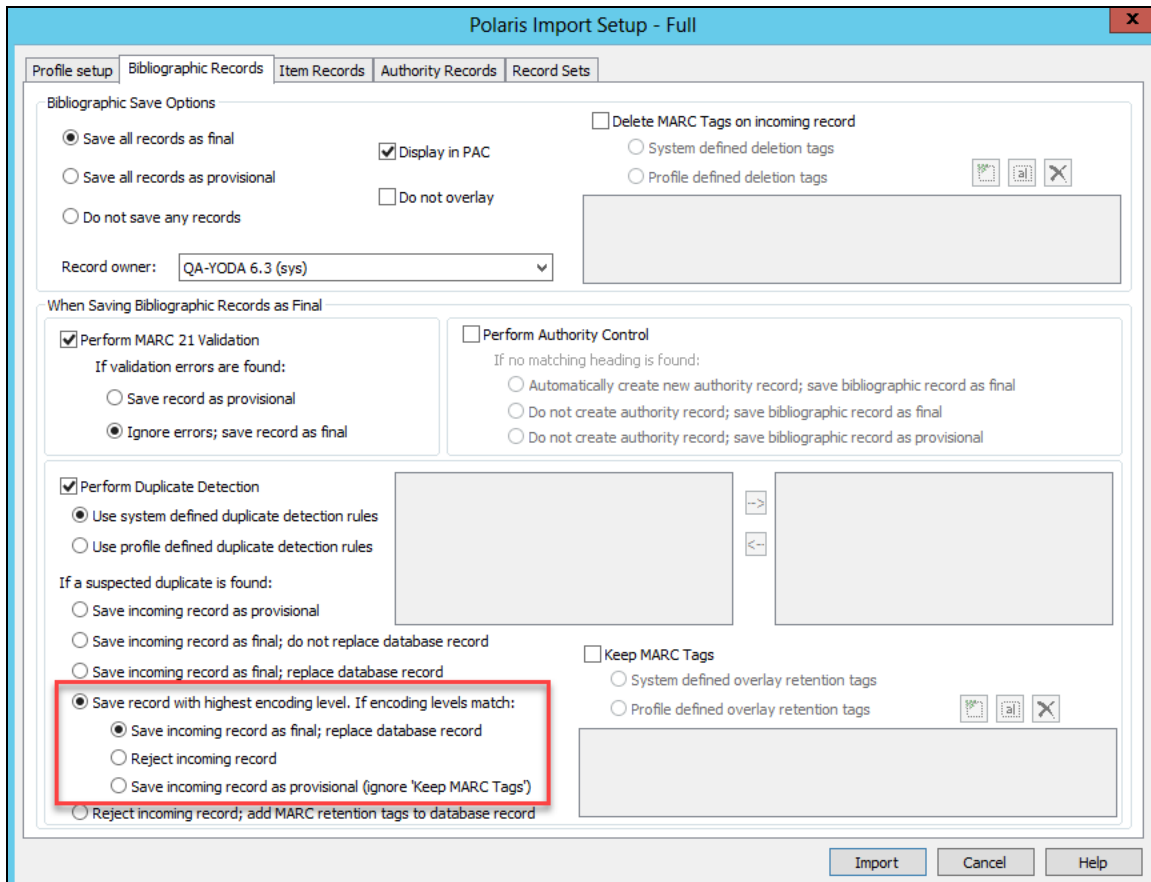 Polaris Import Setup - Full
x
Profile setup
Bibliographic Records
Item Records
Authority Records
Record Sets
Bibliographic Save Options
Save all records as final
Save all records as provisional
Do not save any records
Display in PAC
Do not overlay
Record owner:
QA-YODA 6.3 (sys)
Delete MARC Tags on incoming record
System defined deletion tags
Profile defined deletion tags
When Saving Bibliographic Records as Final
Perform MARC 21 Validation
If validation errors are found:
Save record as provisional
Ignore errors; save record as final
Perform Authority Control
If no matching heading is found:
Automatically create new authority record; save bibliographic record as final
Do not create authority record; save bibliographic record as final
Do not create authority record; save bibliographic record as provisional
Perform Duplicate Detection
Use system defined duplicate detection rules
Use profile defined duplicate detection rules
-->
<--
If a suspected duplicate is found:
Save incoming record as provisional
Save incoming record as final; do not replace database record
Save incoming record as final; replace database record
Save record with highest encoding level. If encoding levels match:
Save incoming record as final; replace database record
Reject incoming record
Save incoming record as provisional (ignore 'Keep MARC Tags')
Reject incoming record; add MARC retention tags to database record
Keep MARC Tags
System defined overlay retention tags
Profile defined overlay retention tags
Import
Cancel
Help